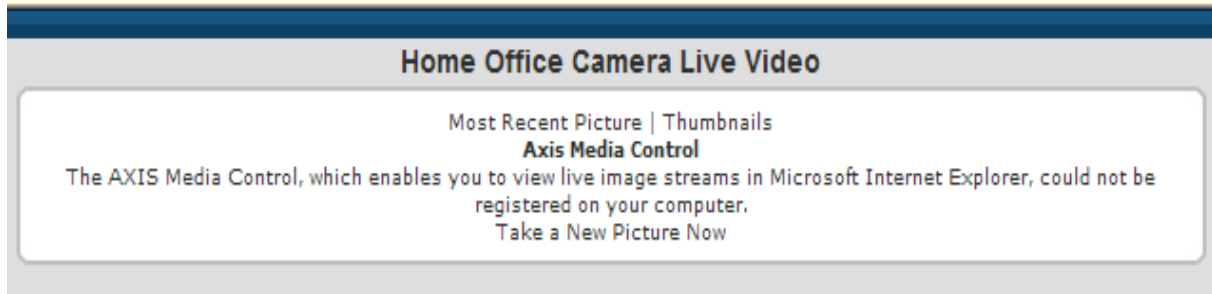 Home Office Camera Live Video
Most Recent Picture | Thumbnails
Axis Media Control
The AXIS Media Control, which enables you to view live image streams in Microsoft Internet Explorer, could not be
registered on your computer.
Take a New Picture Now